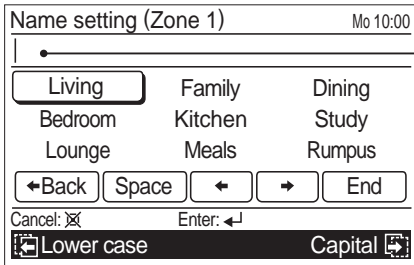 Name setting (Zone 1) Mo 10:00
Living Family Dining
Bedroom Kitchen Study
Lounge Meals Rumpus
←Back Space ← → End
Cancel: Enter: ↵
Lower case Capital